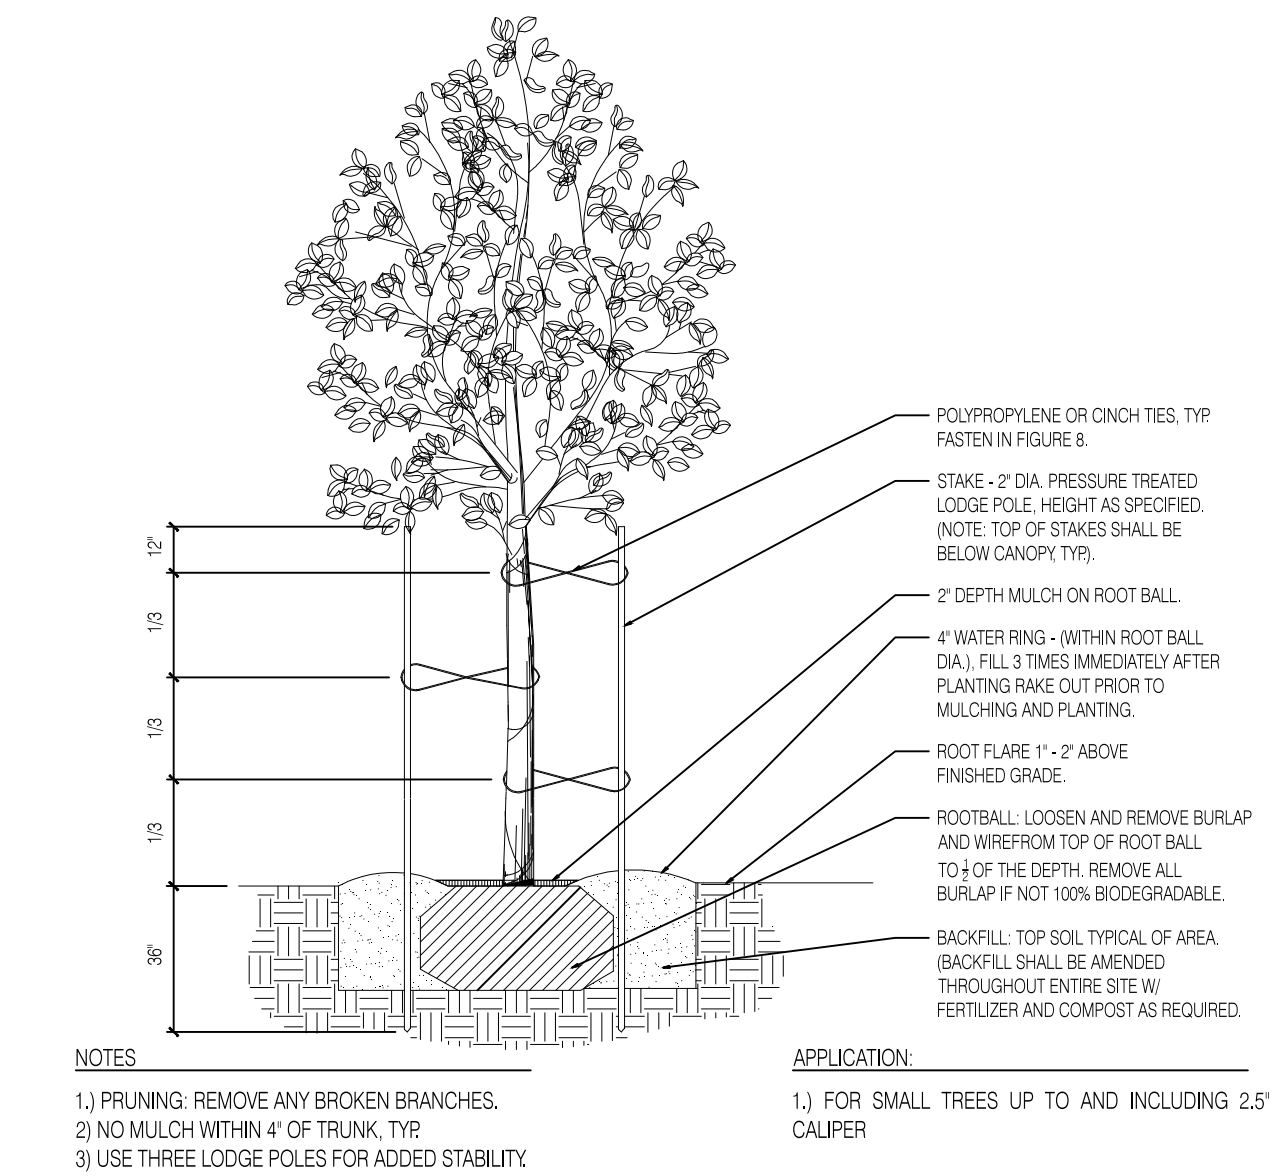 POLYPROPYLENE OR CINCH TIES, TYP.
FASTEN IN FIGURE 8.
STAKE - 2" DIA. PRESSURE TREATED
LODGE POLE, HEIGHT AS SPECIFIED.
(NOTE: TOP OF STAKES SHALL BE
BELOW CANOPY, TYP.).
2" DEPTH MULCH ON ROOT BALL.
4" WATER RING - (WITHIN ROOT BALL
DIA.), FILL 3 TIMES IMMEDIATELY AFTER
PLANTING RAKE OUT PRIOR TO
MULCHING AND PLANTING.
ROOT FLARE 1" - 2" ABOVE
FINISHED GRADE.
ROOTBALL: LOOSEN AND REMOVE BURLAP
AND WIREFROM TOP OF ROOT BALL
TO 1/2 OF THE DEPTH. REMOVE ALL
BURLAP IF NOT 100% BIODEGRADABLE.
BACKFILL: TOP SOIL TYPICAL OF AREA.
(BACKFILL SHALL BE AMENDED
THROUGHOUT ENTIRE SITE W/
FERTILIZER AND COMPOST AS REQUIRED.
12"
1/3
1/3
1/3
36"
NOTES
1.) PRUNING: REMOVE ANY BROKEN BRANCHES.
2) NO MULCH WITHIN 4" OF TRUNK, TYP.
3) USE THREE LODGE POLES FOR ADDED STABILITY.
APPLICATION:
1.) FOR SMALL TREES UP TO AND INCLUDING 2.5"
CALIPER